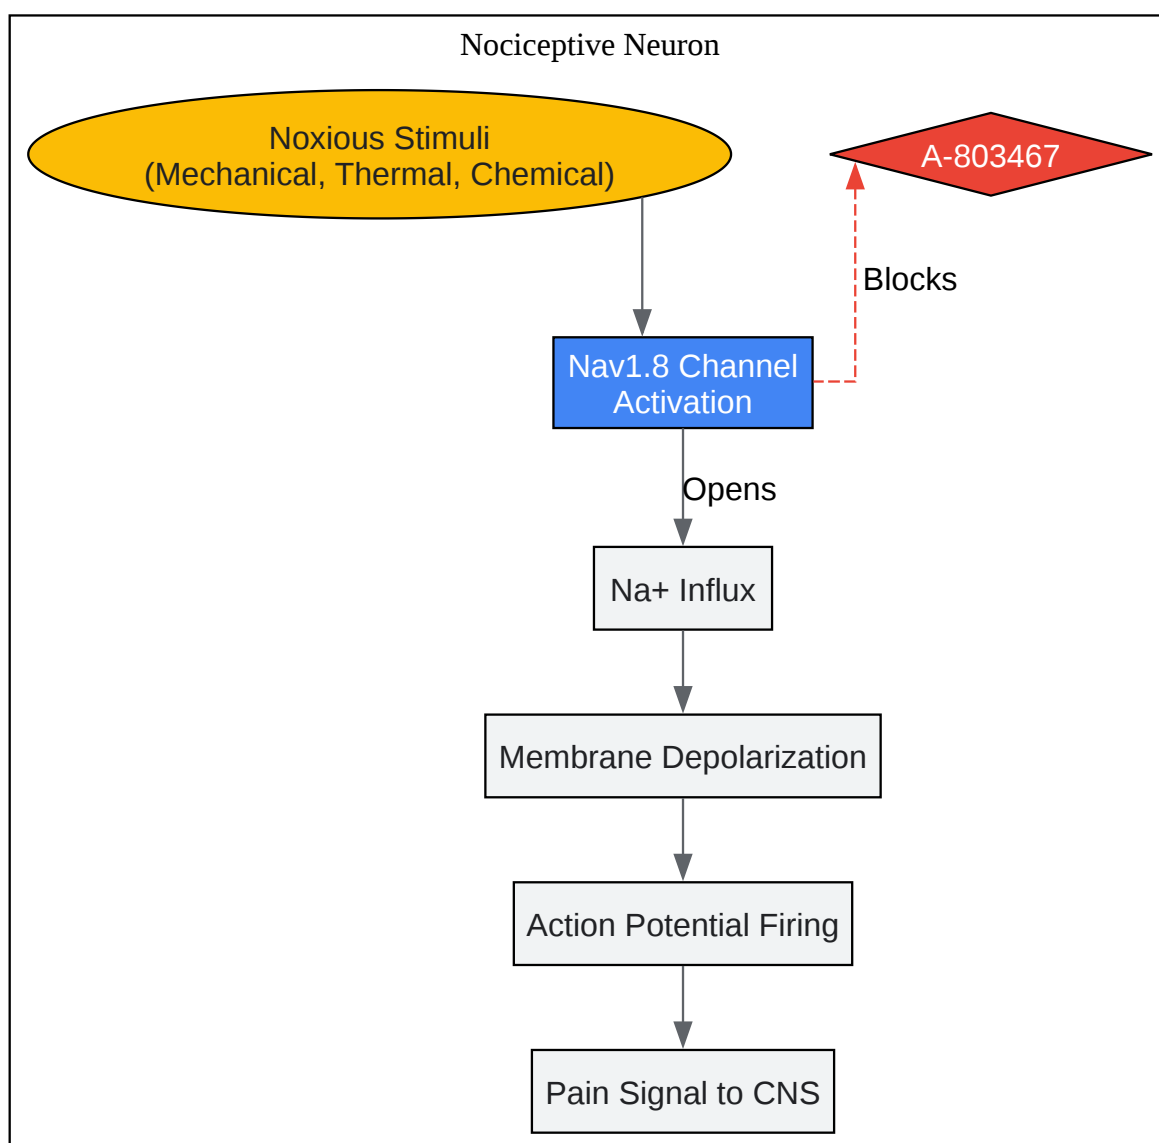 Nociceptive Neuron
Noxious Stimuli
(Mechanical, Thermal, Chemical)
A-803467
Blocks
Nav1.8 Channel
Activation
Opens
Na+ Influx
Membrane Depolarization
Action Potential Firing
Pain Signal to CNS